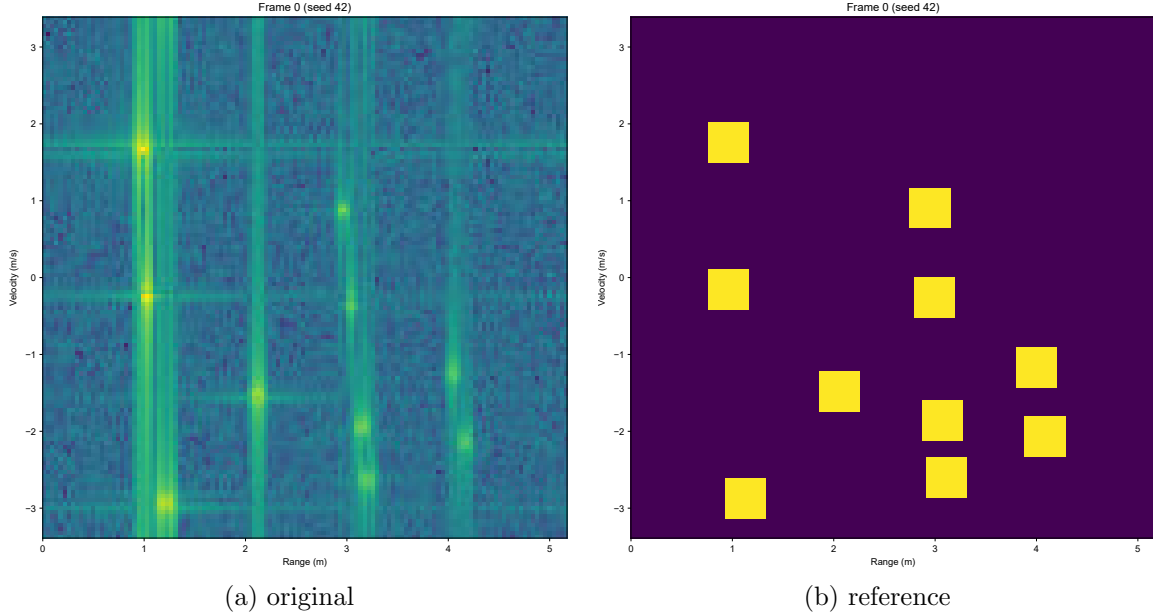 Frame 0 (seed 42)
Velocity (m/s)
3
2
1
0
−1
−2
−3
0 1 2 3 4 5
Range (m)
(a) original
Frame 0 (seed 42)
Velocity (m/s)
3
2
1
0
−1
−2
−3
0 1 2 3 4 5
Range (m)
(b) reference